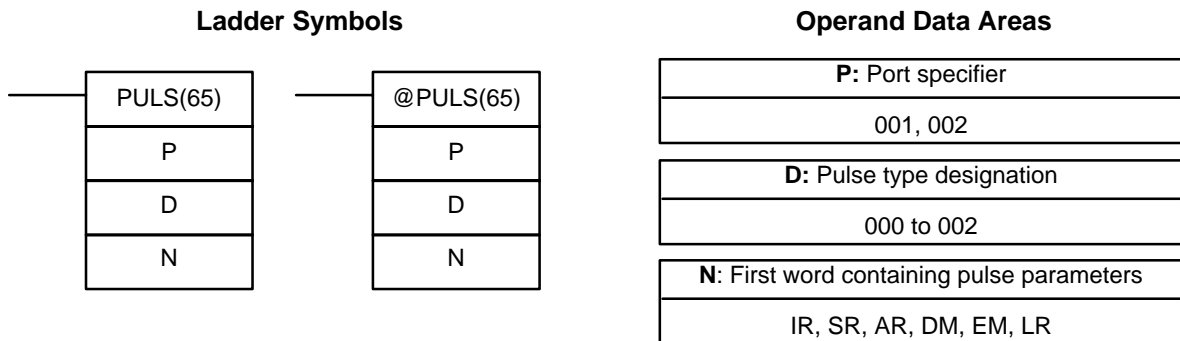 Ladder Symbols
PULS(65)
P
D
N
@PULS(65)
P
D
N
Operand Data Areas
P: Port specifier
001, 002
D: Pulse type designation
000 to 002
N: First word containing pulse parameters
IR, SR, AR, DM, EM, LR